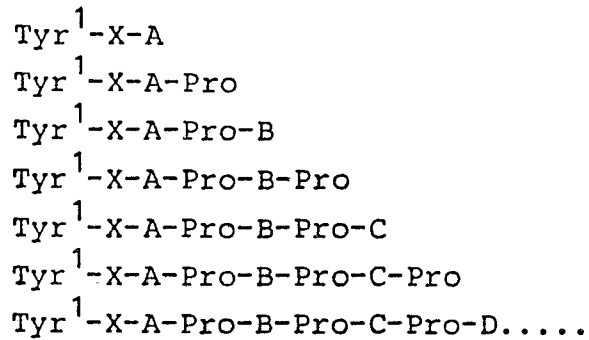 Tyr¹-X-A
Tyr¹-X-A-Pro
Tyr¹-X-A-Pro-B
Tyr¹-X-A-Pro-B-Pro
Tyr¹-X-A-Pro-B-Pro-C
Tyr¹-X-A-Pro-B-Pro-C-Pro
Tyr¹-X-A-Pro-B-Pro-C-Pro-D.....